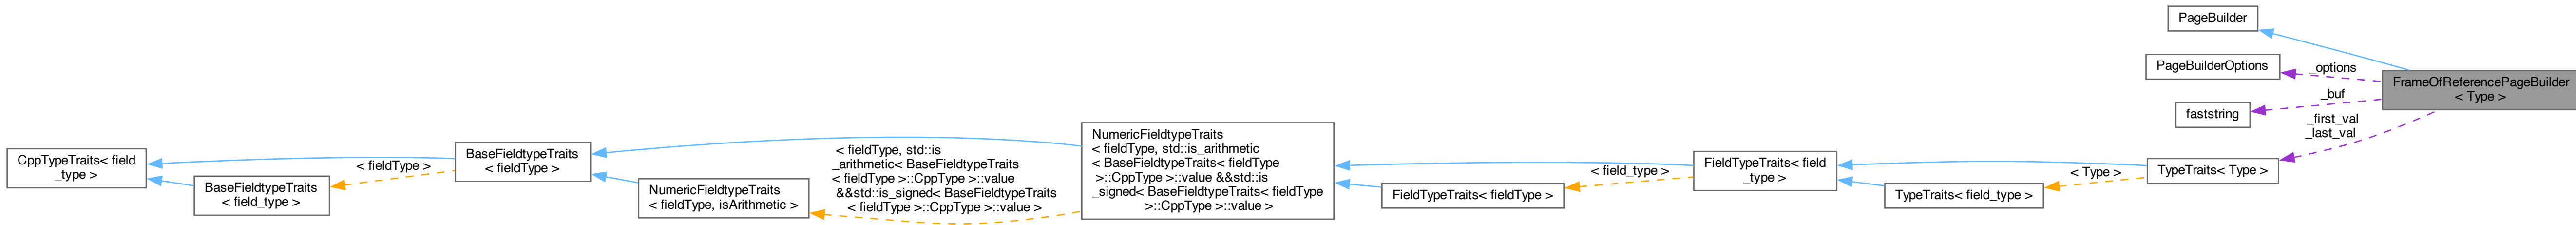 PageBuilder
PageBuilderOptions
_options
FrameOfReferencePageBuilder
< Type >
_buf
faststring
_first_val
_last_val
CppTypeTraits< field
_type >
BaseFieldtypeTraits
< field_type >
< fieldType >
BaseFieldtypeTraits
< fieldType >
NumericFieldtypeTraits
< fieldType, isArithmetic >
< fieldType, std::is
_arithmetic< BaseFieldtypeTraits
< fieldType >::CppType >::value
&&std::is_signed< BaseFieldtypeTraits
< fieldType >::CppType >::value >
NumericFieldtypeTraits
< fieldType, std::is_arithmetic
< BaseFieldtypeTraits< fieldType
>::CppType >::value &&std::is
_signed< BaseFieldtypeTraits< fieldType
>::CppType >::value >
FieldTypeTraits< fieldType >
< field_type >
FieldTypeTraits< field
_type >
TypeTraits< field_type >
< Type >
TypeTraits< Type >